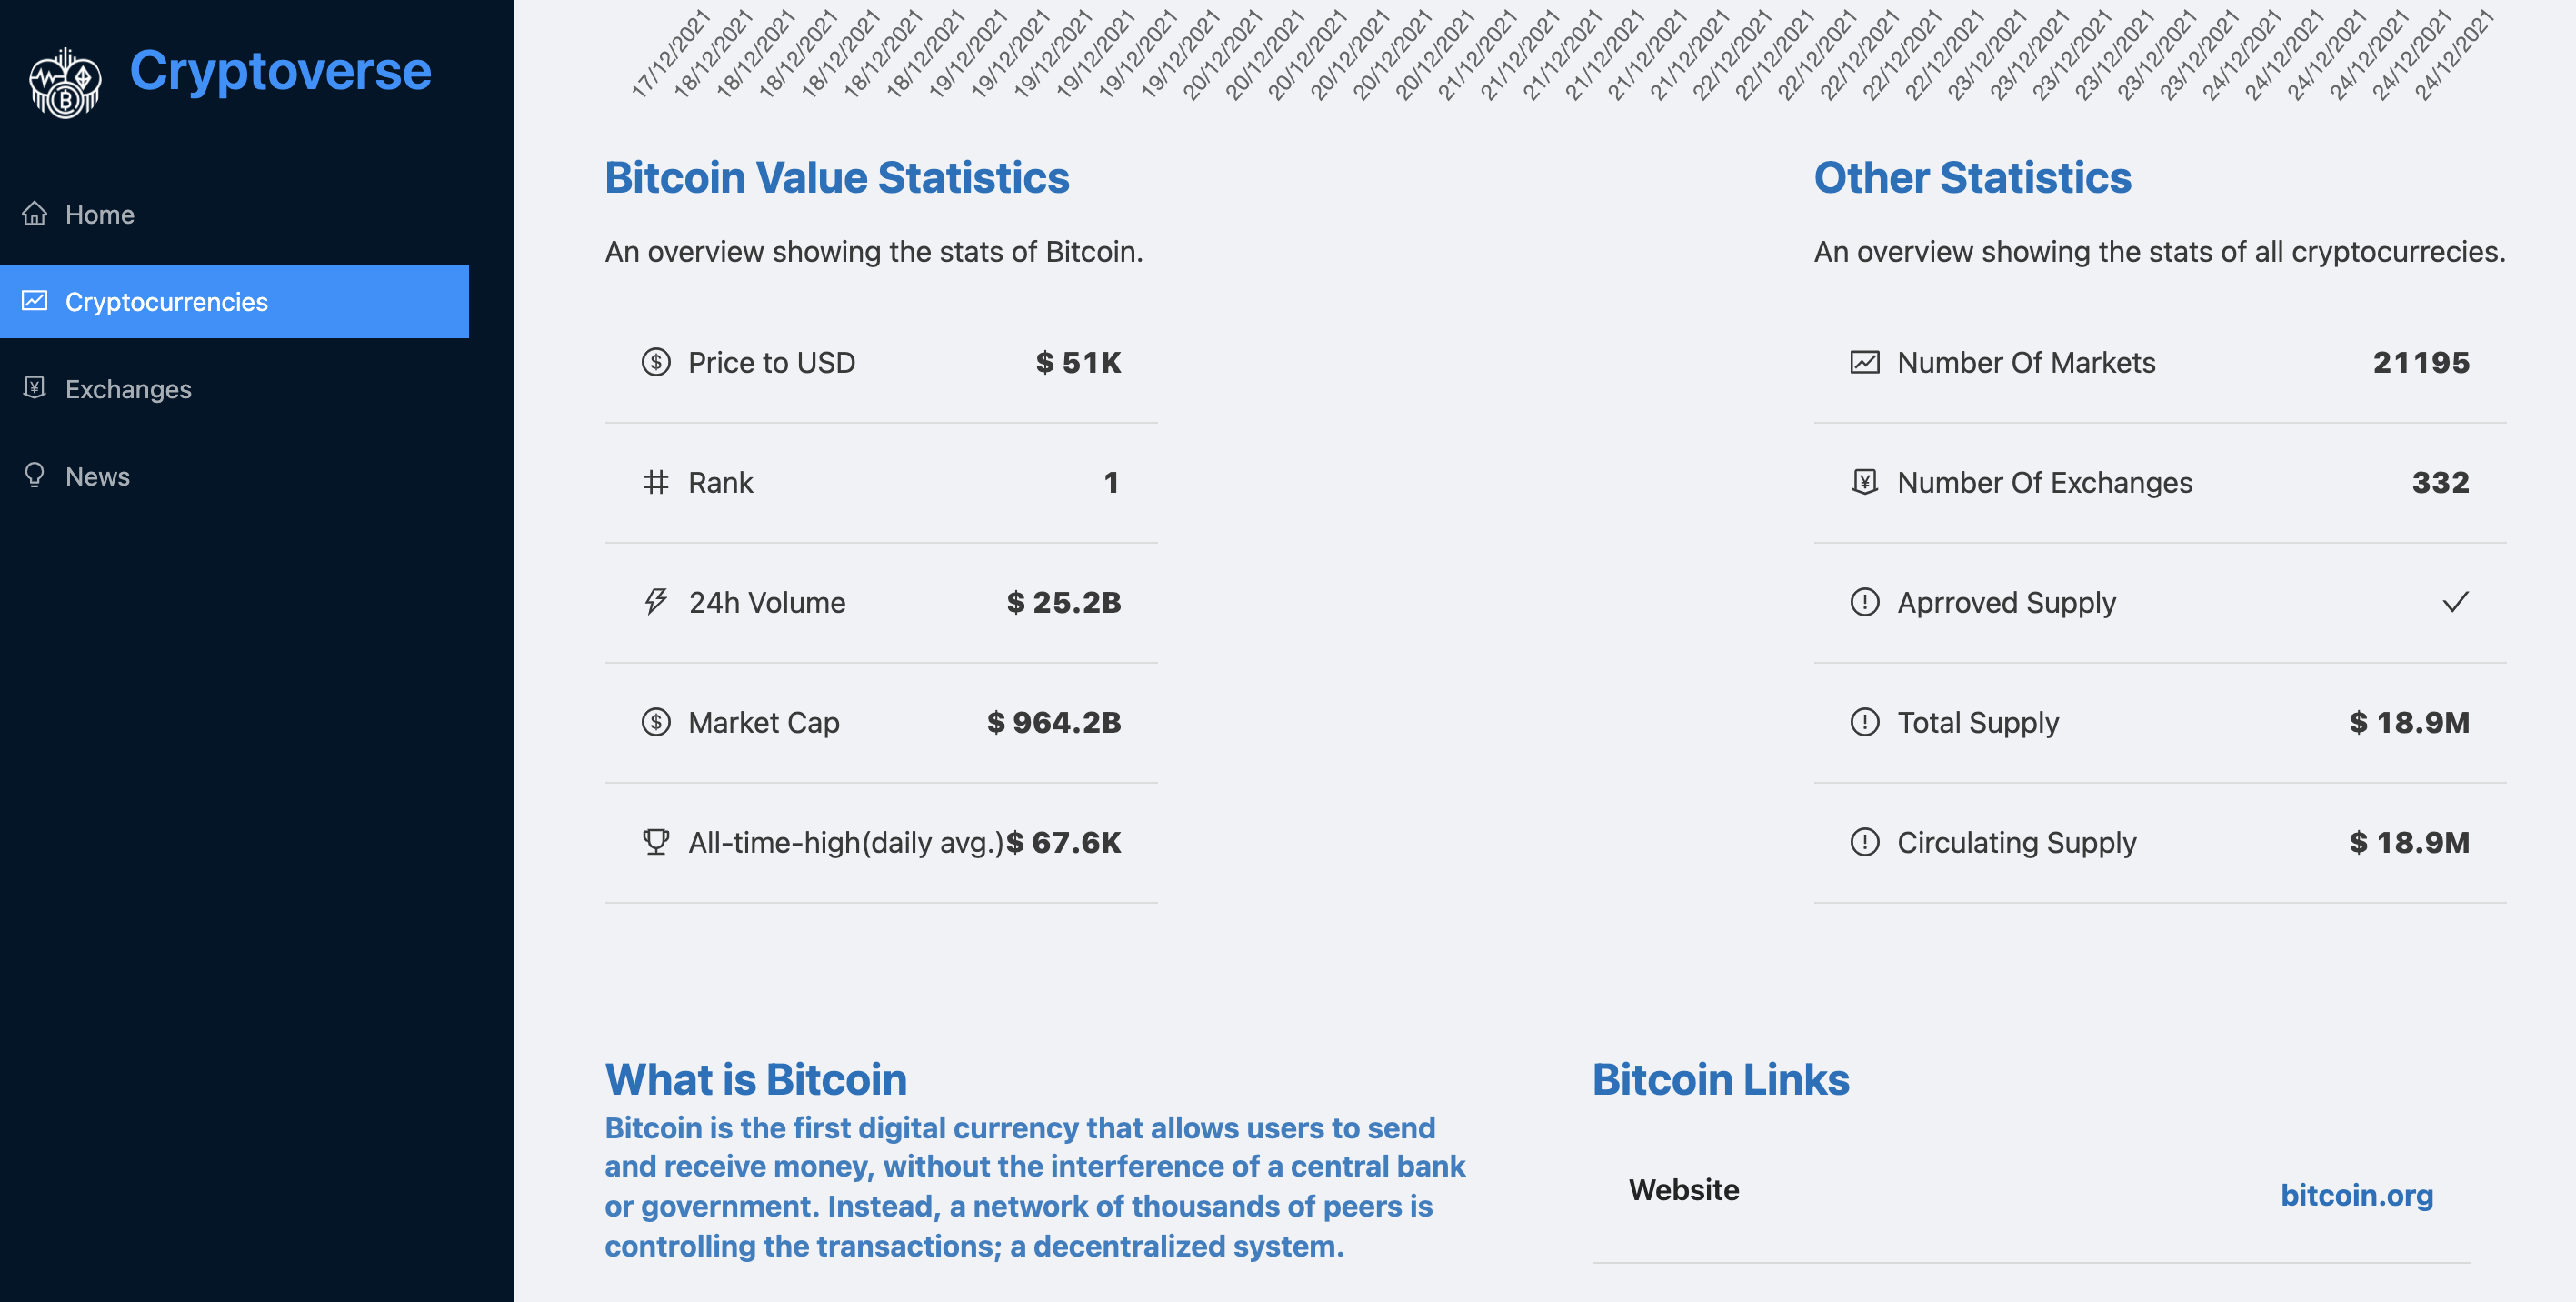 17/12/2021
18/12/2021
18/12/2021
18/12/2021
18/12/2021
18/12/2021
18/12/2021
19/12/2021
19/12/2021
19/12/2021
19/12/2021
19/12/2021
19/12/2021
20/12/2021
20/12/2021
20/12/2021
20/12/2021
20/12/2021
20/12/2021
21/12/2021
21/12/2021
21/12/2021
21/12/2021
21/12/2021
21/12/2021
22/12/2021
22/12/2021
22/12/2021
22/12/2021
22/12/2021
22/12/2021
23/12/2021
23/12/2021
23/12/2021
23/12/2021
23/12/2021
23/12/2021
24/12/2021
24/12/2021
24/12/2021
24/12/2021
24/12/2021
24/12/2021
Cryptoverse
Home
Cryptocurrencies
Exchanges
News
Bitcoin Value Statistics
An overview showing the stats of Bitcoin.
Price to USD $ 51K
Rank 1
24h Volume $ 25.2B
Market Cap $ 964.2B
All-time-high(daily avg.) $ 67.6K
Other Statistics
An overview showing the stats of all cryptocurrecies.
Number Of Markets 21195
Number Of Exchanges 332
Aprroved Supply
Total Supply $ 18.9M
Circulating Supply $ 18.9M
What is Bitcoin
Bitcoin is the first digital currency that allows users to send
and receive money, without the interference of a central bank
or government. Instead, a network of thousands of peers is
controlling the transactions; a decentralized system.
Bitcoin Links
Website bitcoin.org